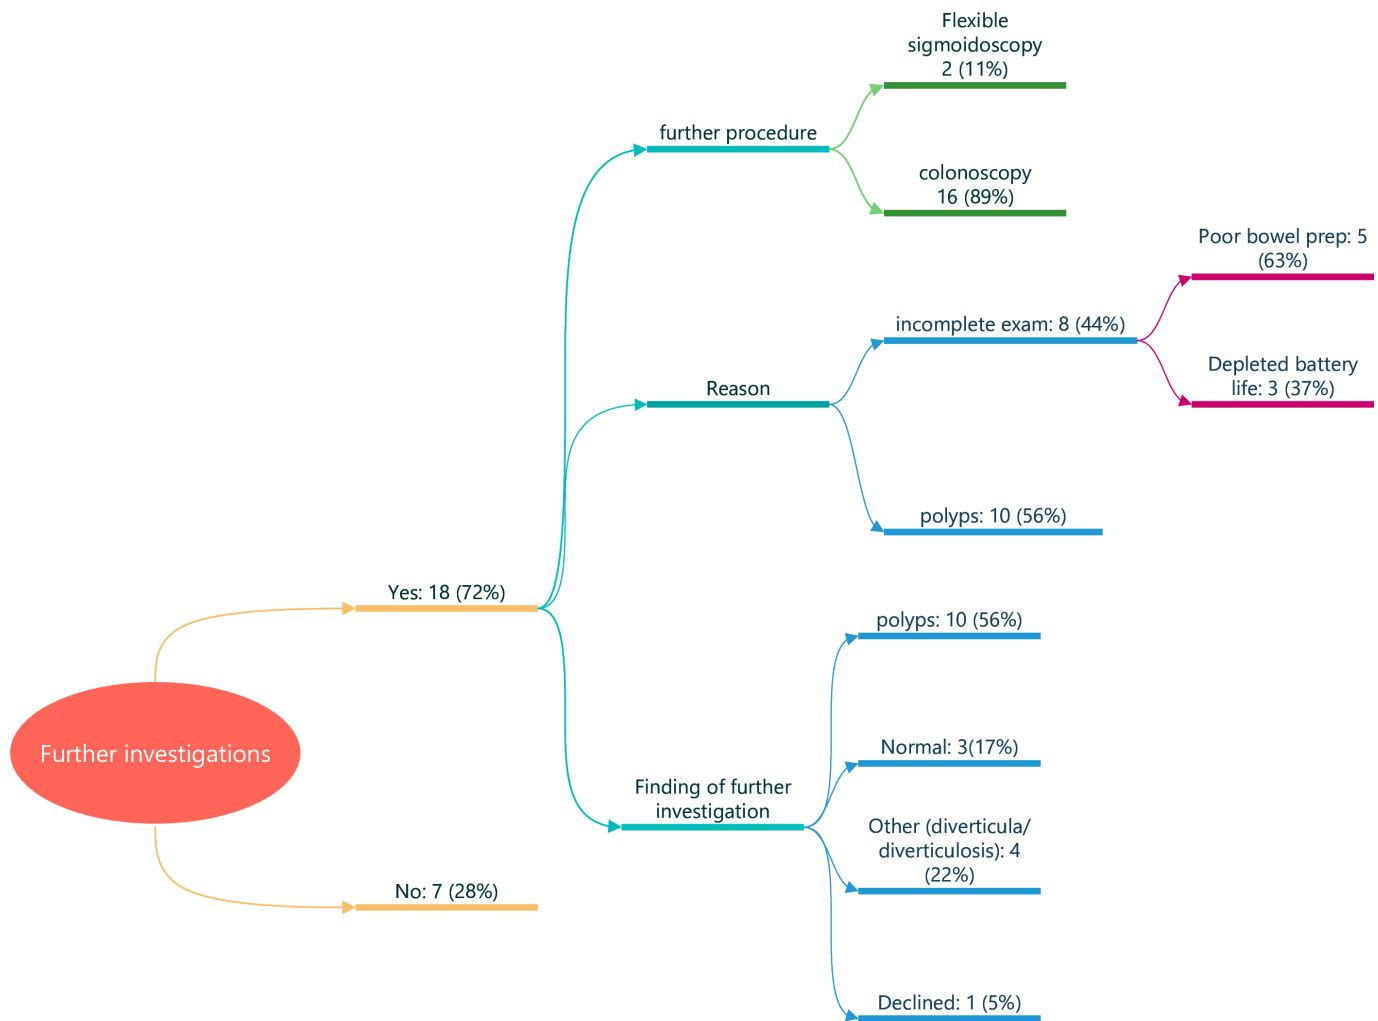 Flexible
sigmoidoscopy
2 (11%)
further procedure
colonoscopy
16 (89%)
Poor bowel prep: 5
(63%)
incomplete exam: 8 (44%)
Depleted battery
life: 3 (37%)
Reason
polyps: 10 (56%)
Yes: 18 (72%)
polyps: 10 (56%)
Further investigations
Normal: 3(17%)
Finding of further
investigation
Other (diverticula/
diverticulosis): 4
(22%)
No: 7 (28%)
Declined: 1 (5%)